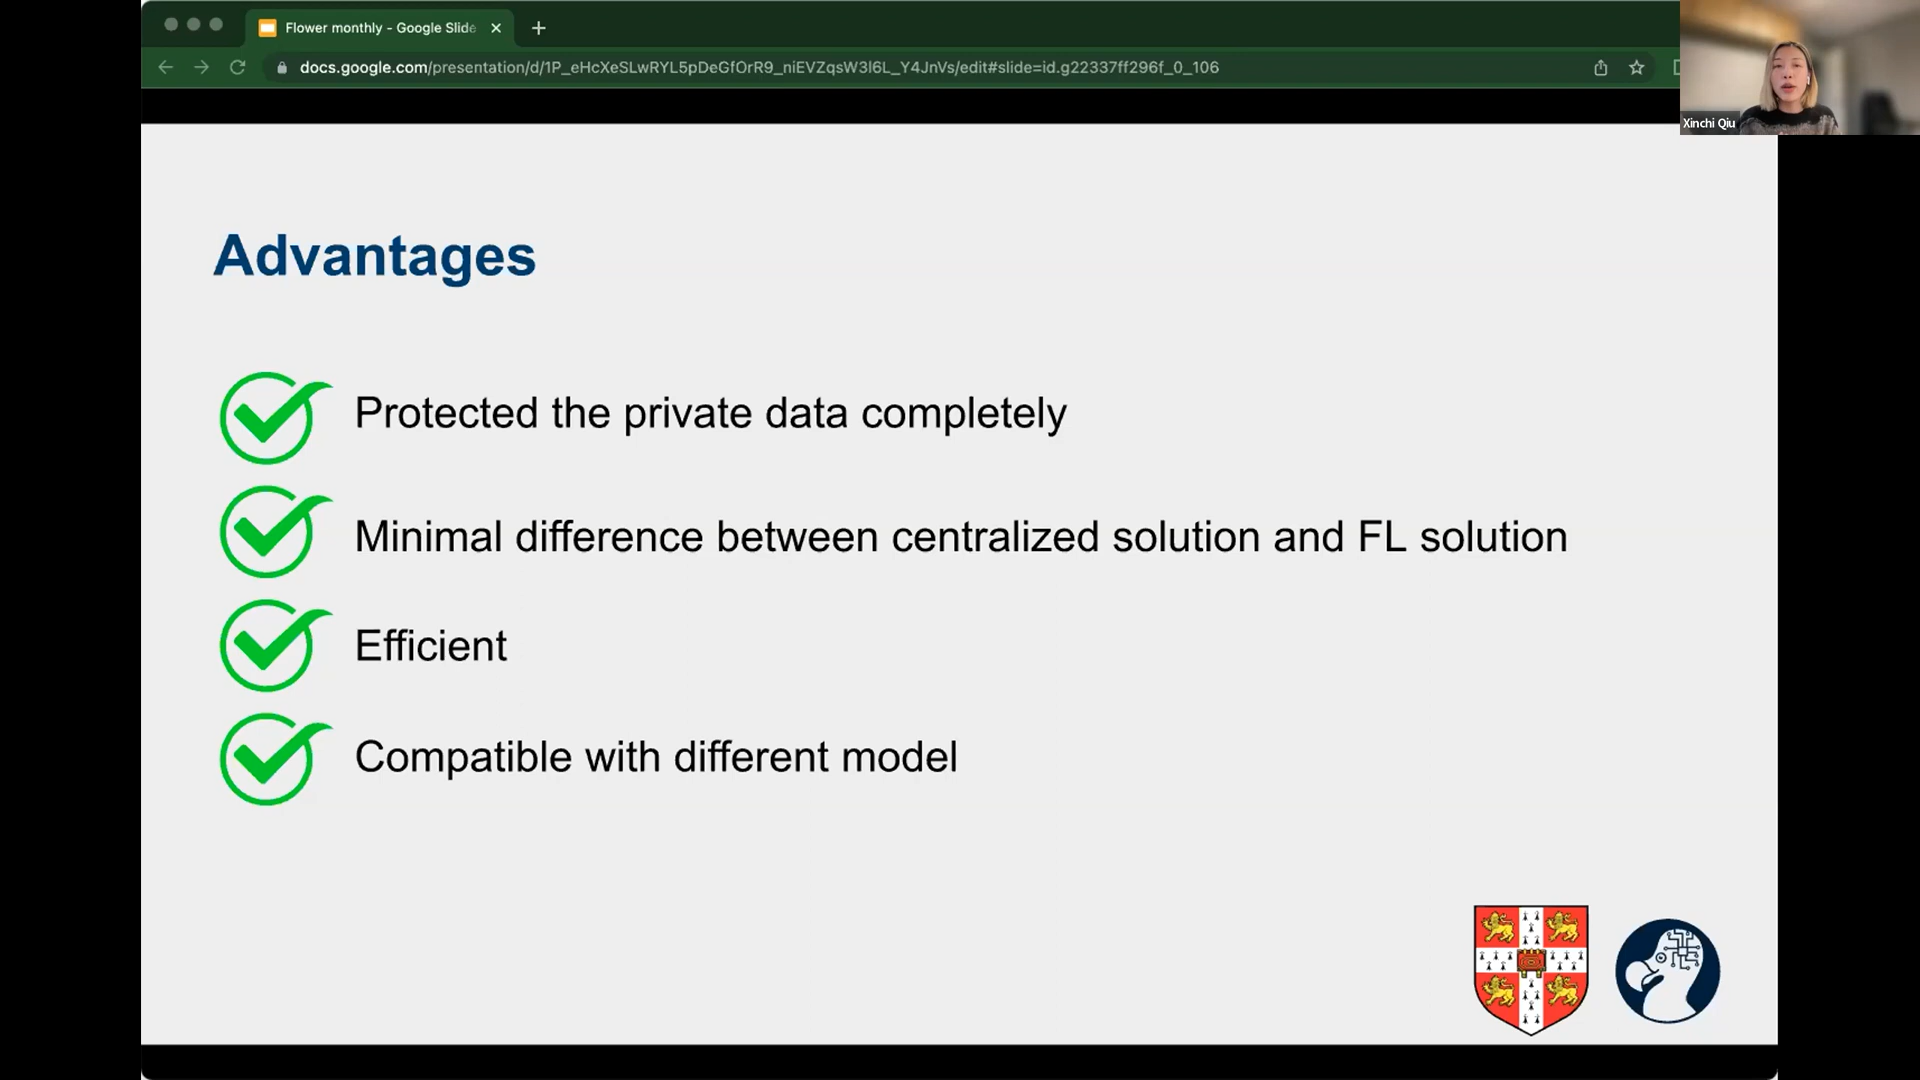 Flower monthly - Google Slide
docs.google.com/presentation/d/1P_eHcXeSLwRYL5pDeGfOrR9_niEVZqsW3l6L_Y4JnVs/edit#slide=id.g22337ff296f_0_106
Xinchi Qiu
Advantages
Protected the private data completely
Minimal difference between centralized solution and FL solution
Efficient
Compatible with different model